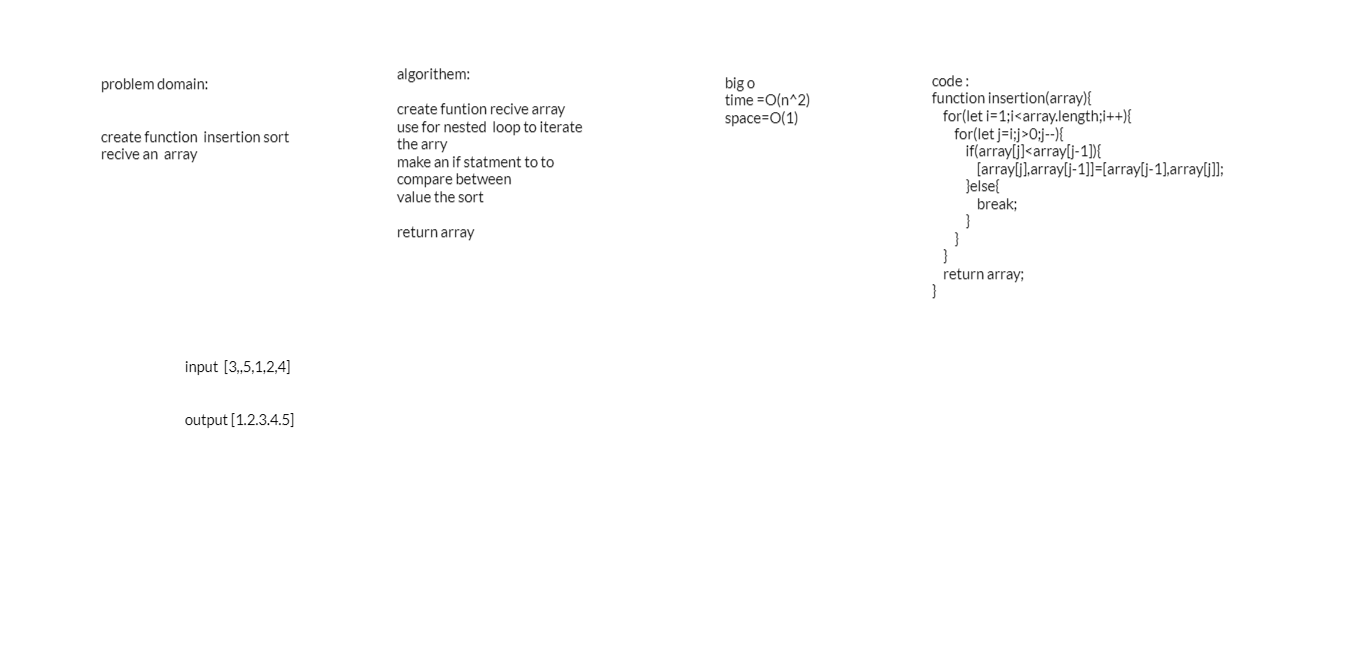 problem domain:
create function  insertion sort
recive an  array
algorithem:
create funtion recive array
use for nested  loop to iterate
the arry
make an if statment to to
compare between
value the sort
return array
big o
time =O(n^2)
space=O(1)
code :
function insertion(array){
for(let i=1;i<array.length;i++){
for(let j=i;j>0;j--){
if(array[j]<array[j-1]){
[array[j],array[j-1]]=[array[j-1],array[j]];
}else{
break;
}
}
}
return array;
}
input  [3,,5,1,2,4]
output [1.2.3.4.5]